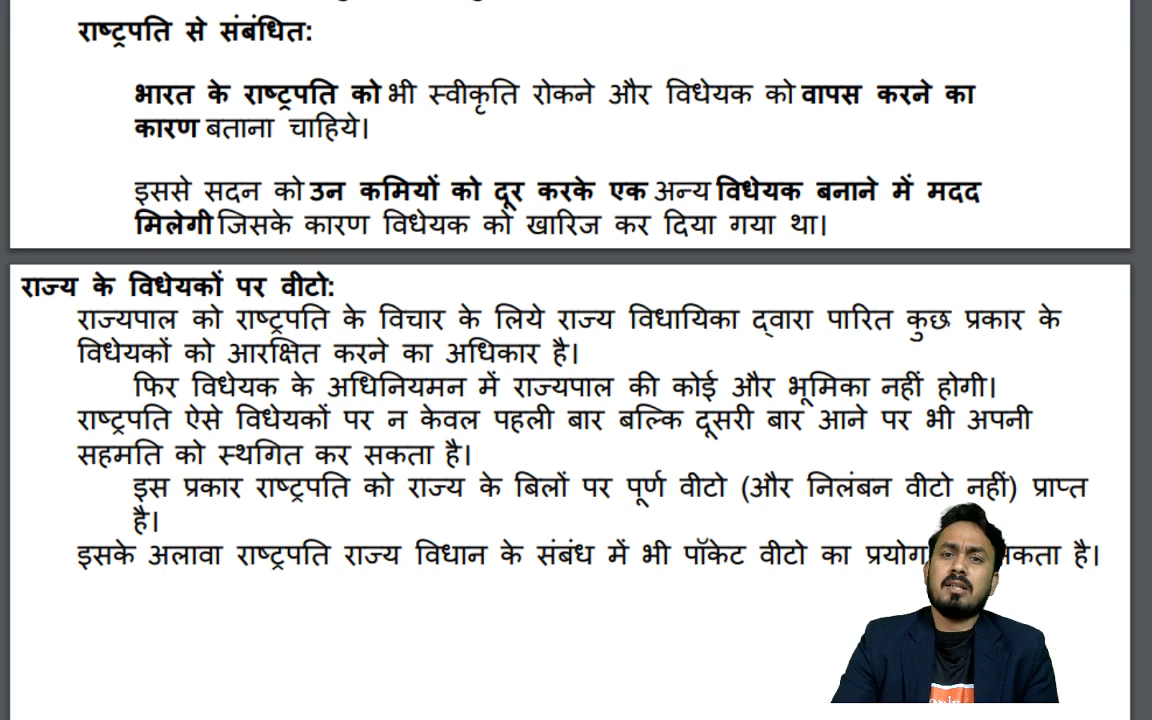 राष्ट्रपति से संबंधित:
भारत के राष्ट्रपति को भी स्वीकृति रोकने और विधेयक को वापस करने का
कारण बताना चाहिये।
इससे सदन को उन कमियों को दूर करके एक अन्य विधेयक बनाने में मदद
मिलेगी जिसके कारण विधेयक को खारिज कर दिया गया था।
राज्य के विधेयकों पर वीटो:
राज्यपाल को राष्ट्रपति के विचार के लिये राज्य विधायिका द्वारा पारित कुछ प्रकार के
विधेयकों को आरक्षित करने का अधिकार है।
फिर विधेयक के अधिनियमन में राज्यपाल की कोई और भूमिका नहीं होगी।
राष्ट्रपति ऐसे विधेयकों पर न केवल पहली बार बल्कि दूसरी बार आने पर भी अपनी
सहमति को स्थगित कर सकता है।
इस प्रकार राष्ट्रपति को राज्य के बिलों पर पूर्ण वीटो (और निलंबन वीटो नहीं) प्राप्त
है।
इसके अलावा राष्ट्रपति राज्य विधान के संबंध में भी पॉकेट वीटो का प्रयोग है।